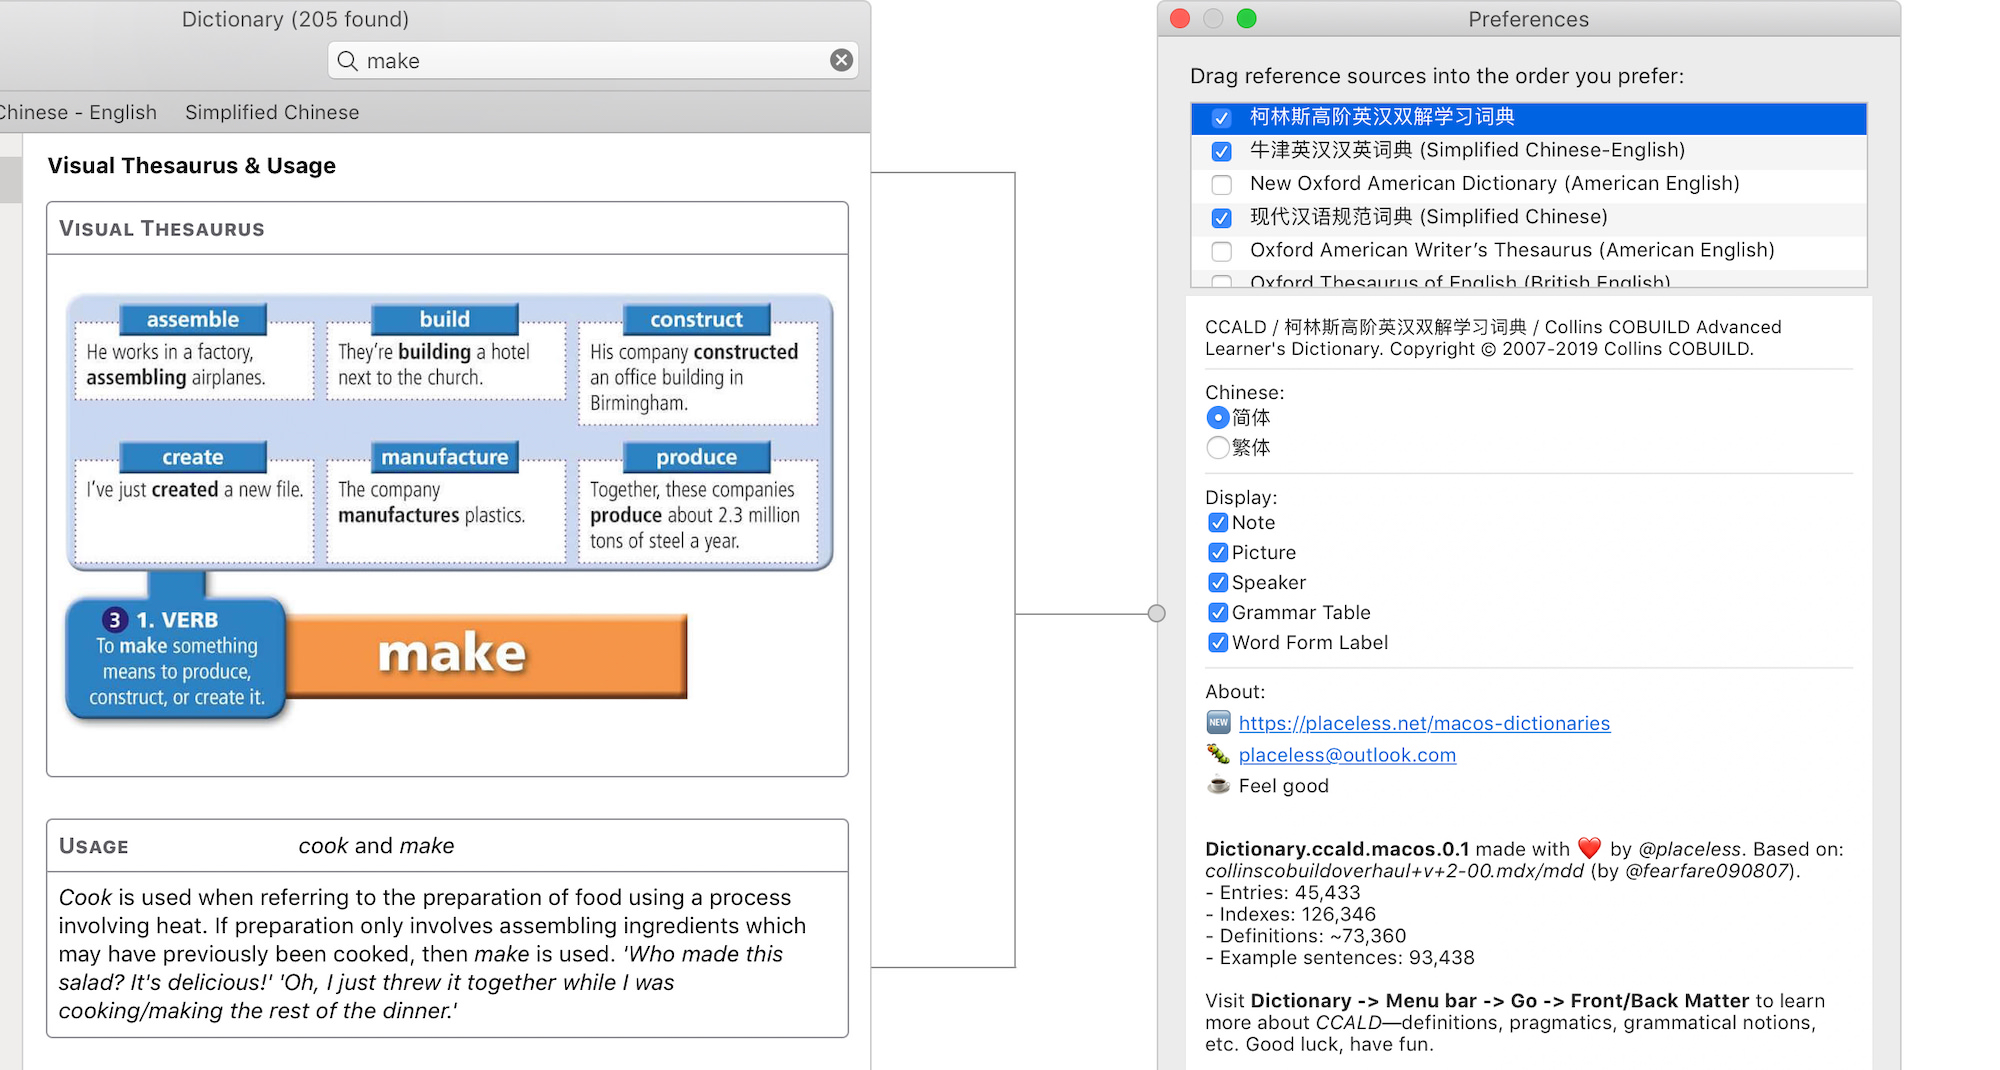 Dictionary (205 found)
make
Chinese - English Simplified Chinese
Visual Thesaurus & Usage
VISUAL THESAURUS
assemble
He works in a factory,
assembling airplanes.
build
They're building a hotel
next to the church.
construct
His company constructed
an office building in
Birmingham.
create
I've just created a new file.
manufacture
The company
manufactures plastics.
produce
Together, these companies
produce about 2.3 million
tons of steel a year.
3 1. VERB
To make something
means to produce,
construct, or create it.
make
USAGE cook and make
Cook is used when referring to the preparation of food using a process
involving heat. If preparation only involves assembling ingredients which
may have previously been cooked, then make is used. 'Who made this
salad? It's delicious!' 'Oh, I just threw it together while I was
cooking/making the rest of the dinner.'
Preferences
Drag reference sources into the order you prefer:
柯林斯高阶英汉双解学习词典
牛津英汉汉英词典 (Simplified Chinese-English)
New Oxford American Dictionary (American English)
现代汉语规范词典 (Simplified Chinese)
Oxford American Writer's Thesaurus (American English)
Oxford Thesaurus of English (British English)
CCALD / 柯林斯高阶英汉双解学习词典 / Collins COBUILD Advanced
Learner's Dictionary. Copyright © 2007-2019 Collins COBUILD.
Chinese:
简体
繁体
Display:
Note
Picture
Speaker
Grammar Table
Word Form Label
About:
NEW https://placeless.net/macos-dictionaries
placeless@outlook.com
Feel good
Dictionary.ccald.macos.0.1 made with ❤️ by @placeless. Based on:
collinscobuildoverhaul+v+2-00.mdx/mdd (by @fearfare090807).
- Entries: 45,433
- Indexes: 126,346
- Definitions: ~73,360
- Example sentences: 93,438
Visit Dictionary -> Menu bar -> Go -> Front/Back Matter to learn
more about CCALD—definitions, pragmatics, grammatical notions,
etc. Good luck, have fun.